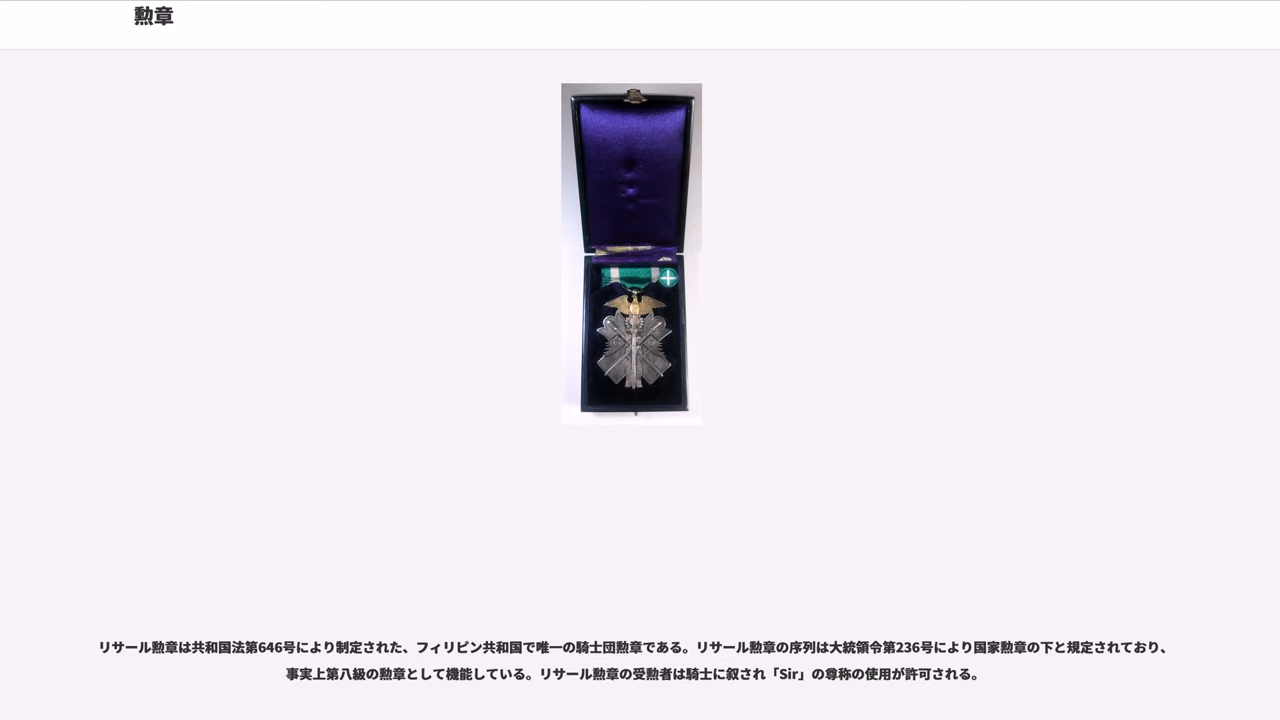 勲章
リサール勲章は共和国法第646号により制定された、フィリピン共和国で唯一の騎士団勲章である。リサール勲章の序列は大統領令第236号により国家勲章の下と規定されており、
事実上第八級の勲章として機能している。リサール勲章の受勲者は騎士に叙され「Sir」の尊称の使用が許可される。